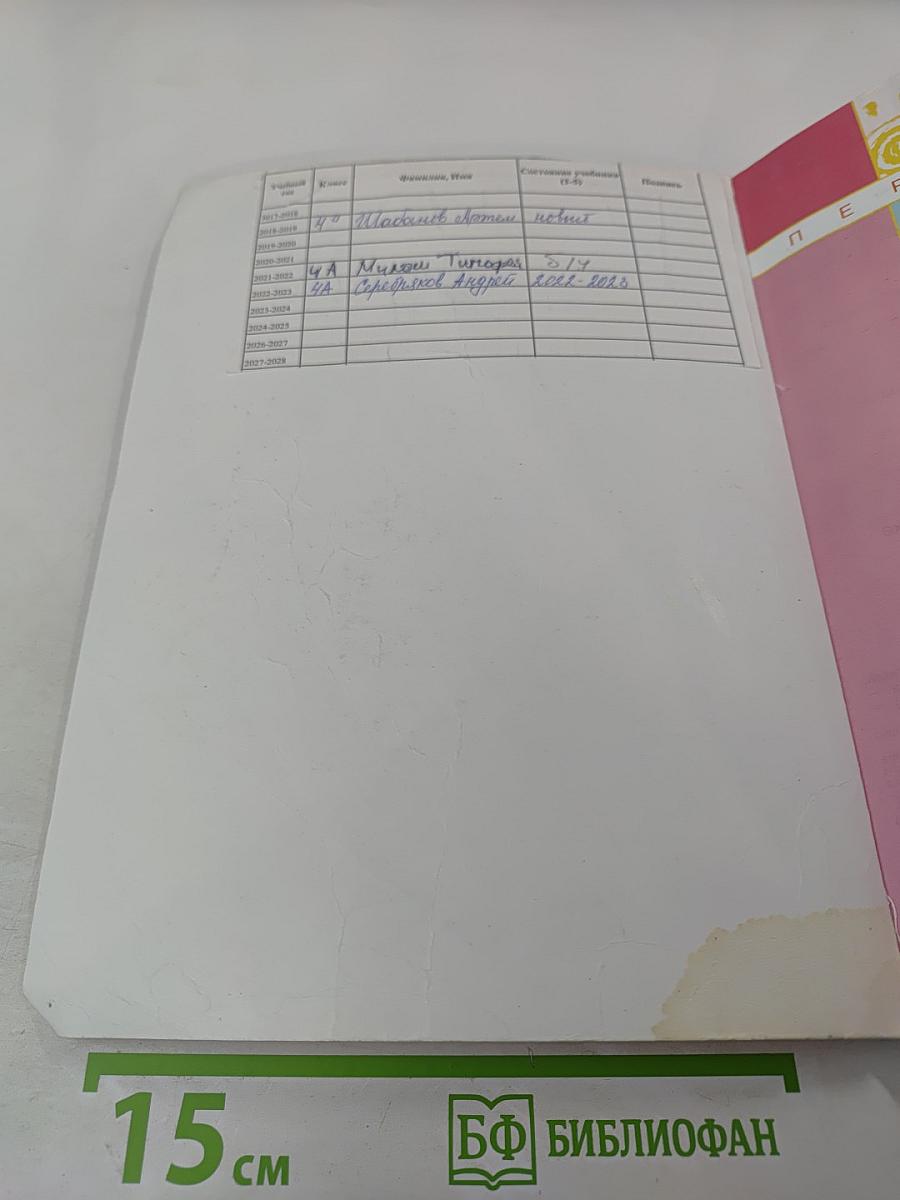 Учебный год Класс Фамилия, Имя Состояние учебника (1-5) Подпись
2017-2018
2018-2019 4" Шабанов Артем новый
2019-2020
2020-2021
2021-2022 4 А Тимофей Б/У
2022-2023 4А Серебряков Андрей 2022-2023
2023-2024
2024-2025
2026-2027
2027-2028
ПЕР
15 см
БФ БИБЛИОФАН